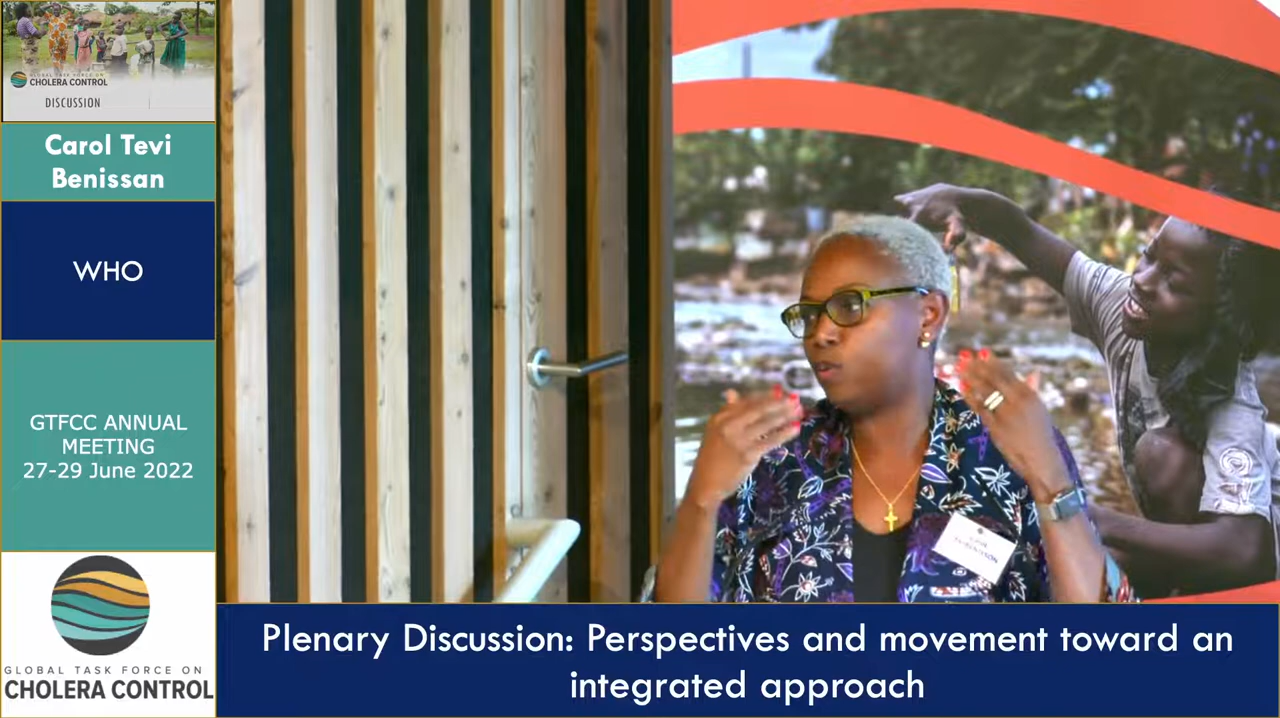 GLOBAL TASK FORCE ON
CHOLERA CONTROL
DISCUSSION
Carol Tevi
Benissan
WHO
GTFCC ANNUAL
MEETING
27-29 June 2022
GLOBAL TASK FORCE ON
CHOLERA CONTROL
Plenary Discussion: Perspectives and movement toward an
integrated approach